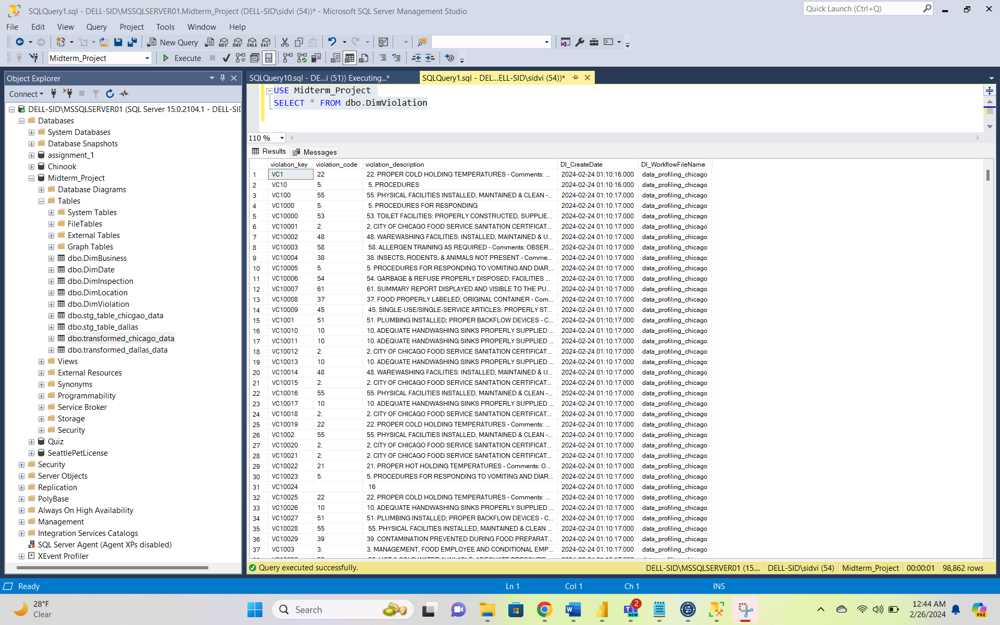 SQLQuery1.sql - DELL-SID\MSSQLSERVER01.Midterm_Project (DELL-SID\sidvi (54))* - Microsoft SQL Server Management Studio
Quick Launch (Ctrl+Q)
File Edit View Query Project Tools Window Help
New Query MDX DMX XMLA DAX
Midterm_Project Execute
Object Explorer
Connect
DELL-SID\MSSQLSERVER01 (SQL Server 15.0.2104.1 - DELL-SID
Databases
System Databases
Database Snapshots
assignment_1
Chinook
Midterm_Project
Database Diagrams
Tables
System Tables
FileTables
External Tables
Graph Tables
dbo.DimBusiness
dbo.DimDate
dbo.DimInspection
dbo.DimLocation
dbo.DimViolation
dbo.stg_table_chicgao_data
dbo.stg_table_dallas
dbo.transformed_chicago_data
dbo.transformed_dallas_data
Views
External Resources
Synonyms
Programmability
Service Broker
Storage
Security
Quiz
SeattlePetLicense
Security
Server Objects
Replication
PolyBase
Always On High Availability
Management
Integration Services Catalogs
SQL Server Agent (Agent XPs disabled)
XEvent Profiler
SQLQuery10.sql - DE...i (51)) Executing...* SQLQuery1.sql - DEL...ELL-SID\sidvi (54))*
USE Midterm_Project
SELECT * FROM dbo.DimViolation
110 %
Results Messages
violation_key violation_code violation_description DI_CreateDate DI_WorkflowFileName
1 VC1 22 22. PROPER COLD HOLDING TEMPERATURES - Comments: ... 2024-02-24 01:10:16.000 data_profiling_chicago
2 VC10 5. 5. PROCEDURES 2024-02-24 01:10:16.000 data_profiling_chicago
3 VC100 55 55. PHYSICAL FACILITIES INSTALLED, MAINTAINED & CLEAN -... 2024-02-24 01:10:17.000 data_profiling_chicago
4 VC1000 5. 5. PROCEDURES FOR RESPONDING 2024-02-24 01:10:17.000 data_profiling_chicago
5 VC10000 53 53. TOILET FACILITIES: PROPERLY CONSTRUCTED, SUPPLIE... 2024-02-24 01:10:17.000 data_profiling_chicago
6 VC10001 2. 2. CITY OF CHICAGO FOOD SERVICE SANITATION CERTIFICAT... 2024-02-24 01:10:17.000 data_profiling_chicago
7 VC10002 48 48. WAREWASHING FACILITIES: INSTALLED, MAINTAINED & U... 2024-02-24 01:10:17.000 data_profiling_chicago
8 VC10003 58 58. ALLERGEN TRAINING AS REQUIRED - Comments: OBSER... 2024-02-24 01:10:17.000 data_profiling_chicago
9 VC10004 38 38. INSECTS, RODENTS, & ANIMALS NOT PRESENT - Comme... 2024-02-24 01:10:17.000 data_profiling_chicago
10 VC10005 5. 5. PROCEDURES FOR RESPONDING TO VOMITING AND DIAR... 2024-02-24 01:10:17.000 data_profiling_chicago
11 VC10006 54 54. GARBAGE & REFUSE PROPERLY DISPOSED; FACILITIES ... 2024-02-24 01:10:17.000 data_profiling_chicago
12 VC10007 61 61. SUMMARY REPORT DISPLAYED AND VISIBLE TO THE PU... 2024-02-24 01:10:17.000 data_profiling_chicago
13 VC10008 37 37. FOOD PROPERLY LABELED; ORIGINAL CONTAINER - Com... 2024-02-24 01:10:17.000 data_profiling_chicago
14 VC10009 45 45. SINGLE-USE/SINGLE-SERVICE ARTICLES: PROPERLY ST... 2024-02-24 01:10:17.000 data_profiling_chicago
15 VC1001 51 51. PLUMBING INSTALLED; PROPER BACKFLOW DEVICES - C... 2024-02-24 01:10:17.000 data_profiling_chicago
16 VC10010 10 10. ADEQUATE HANDWASHING SINKS PROPERLY SUPPLIED ... 2024-02-24 01:10:17.000 data_profiling_chicago
17 VC10011 10 10. ADEQUATE HANDWASHING SINKS PROPERLY SUPPLIED ... 2024-02-24 01:10:17.000 data_profiling_chicago
18 VC10012 2. 2. CITY OF CHICAGO FOOD SERVICE SANITATION CERTIFICAT... 2024-02-24 01:10:17.000 data_profiling_chicago
19 VC10013 10 10. ADEQUATE HANDWASHING SINKS PROPERLY SUPPLIED ... 2024-02-24 01:10:17.000 data_profiling_chicago
20 VC10014 48 48. WAREWASHING FACILITIES: INSTALLED, MAINTAINED & U... 2024-02-24 01:10:17.000 data_profiling_chicago
21 VC10015 2. 2. CITY OF CHICAGO FOOD SERVICE SANITATION CERTIFICAT... 2024-02-24 01:10:17.000 data_profiling_chicago
22 VC10016 55 55. PHYSICAL FACILITIES INSTALLED, MAINTAINED & CLEAN -... 2024-02-24 01:10:17.000 data_profiling_chicago
23 VC10017 10 10. ADEQUATE HANDWASHING SINKS PROPERLY SUPPLIED ... 2024-02-24 01:10:17.000 data_profiling_chicago
24 VC10018 2. 2. CITY OF CHICAGO FOOD SERVICE SANITATION CERTIFICAT... 2024-02-24 01:10:17.000 data_profiling_chicago
25 VC10019 22 22. PROPER COLD HOLDING TEMPERATURES - Comments: ... 2024-02-24 01:10:17.000 data_profiling_chicago
26 VC1002 55 55. PHYSICAL FACILITIES INSTALLED, MAINTAINED & CLEAN -... 2024-02-24 01:10:17.000 data_profiling_chicago
27 VC10020 2. 2. CITY OF CHICAGO FOOD SERVICE SANITATION CERTIFICAT... 2024-02-24 01:10:17.000 data_profiling_chicago
28 VC10021 2. 2. CITY OF CHICAGO FOOD SERVICE SANITATION CERTIFICAT... 2024-02-24 01:10:17.000 data_profiling_chicago
29 VC10022 21 21. PROPER HOT HOLDING TEMPERATURES - Comments: O... 2024-02-24 01:10:17.000 data_profiling_chicago
30 VC10023 5. 5. PROCEDURES FOR RESPONDING TO VOMITING AND DIAR... 2024-02-24 01:10:17.000 data_profiling_chicago
31 VC10024 16 2024-02-24 01:10:17.000 data_profiling_chicago
32 VC10025 22 22. PROPER COLD HOLDING TEMPERATURES - Comments: ... 2024-02-24 01:10:17.000 data_profiling_chicago
33 VC10026 10 10. ADEQUATE HANDWASHING SINKS PROPERLY SUPPLIED ... 2024-02-24 01:10:17.000 data_profiling_chicago
34 VC10027 51 51. PLUMBING INSTALLED; PROPER BACKFLOW DEVICES - C... 2024-02-24 01:10:17.000 data_profiling_chicago
35 VC10028 55 55. PHYSICAL FACILITIES INSTALLED, MAINTAINED & CLEAN ... 2024-02-24 01:10:17.000 data_profiling_chicago
36 VC10029 39 39. CONTAMINATION PREVENTED DURING FOOD PREPARAT... 2024-02-24 01:10:17.000 data_profiling_chicago
37 VC1003 3. 3. MANAGEMENT, FOOD EMPLOYEE AND CONDITIONAL EMP... 2024-02-24 01:10:17.000 data_profiling_chicago
Query executed successfully. DELL-SID\MSSQLSERVER01 (15.... DELL-SID\sidvi (54) Midterm_Project 00:00:01 98,862 rows
Ready Ln 1 Col 1 Ch 1 INS
28°F
Clear
Search
2
NEW
12:44 AM
2/26/2024
PRE